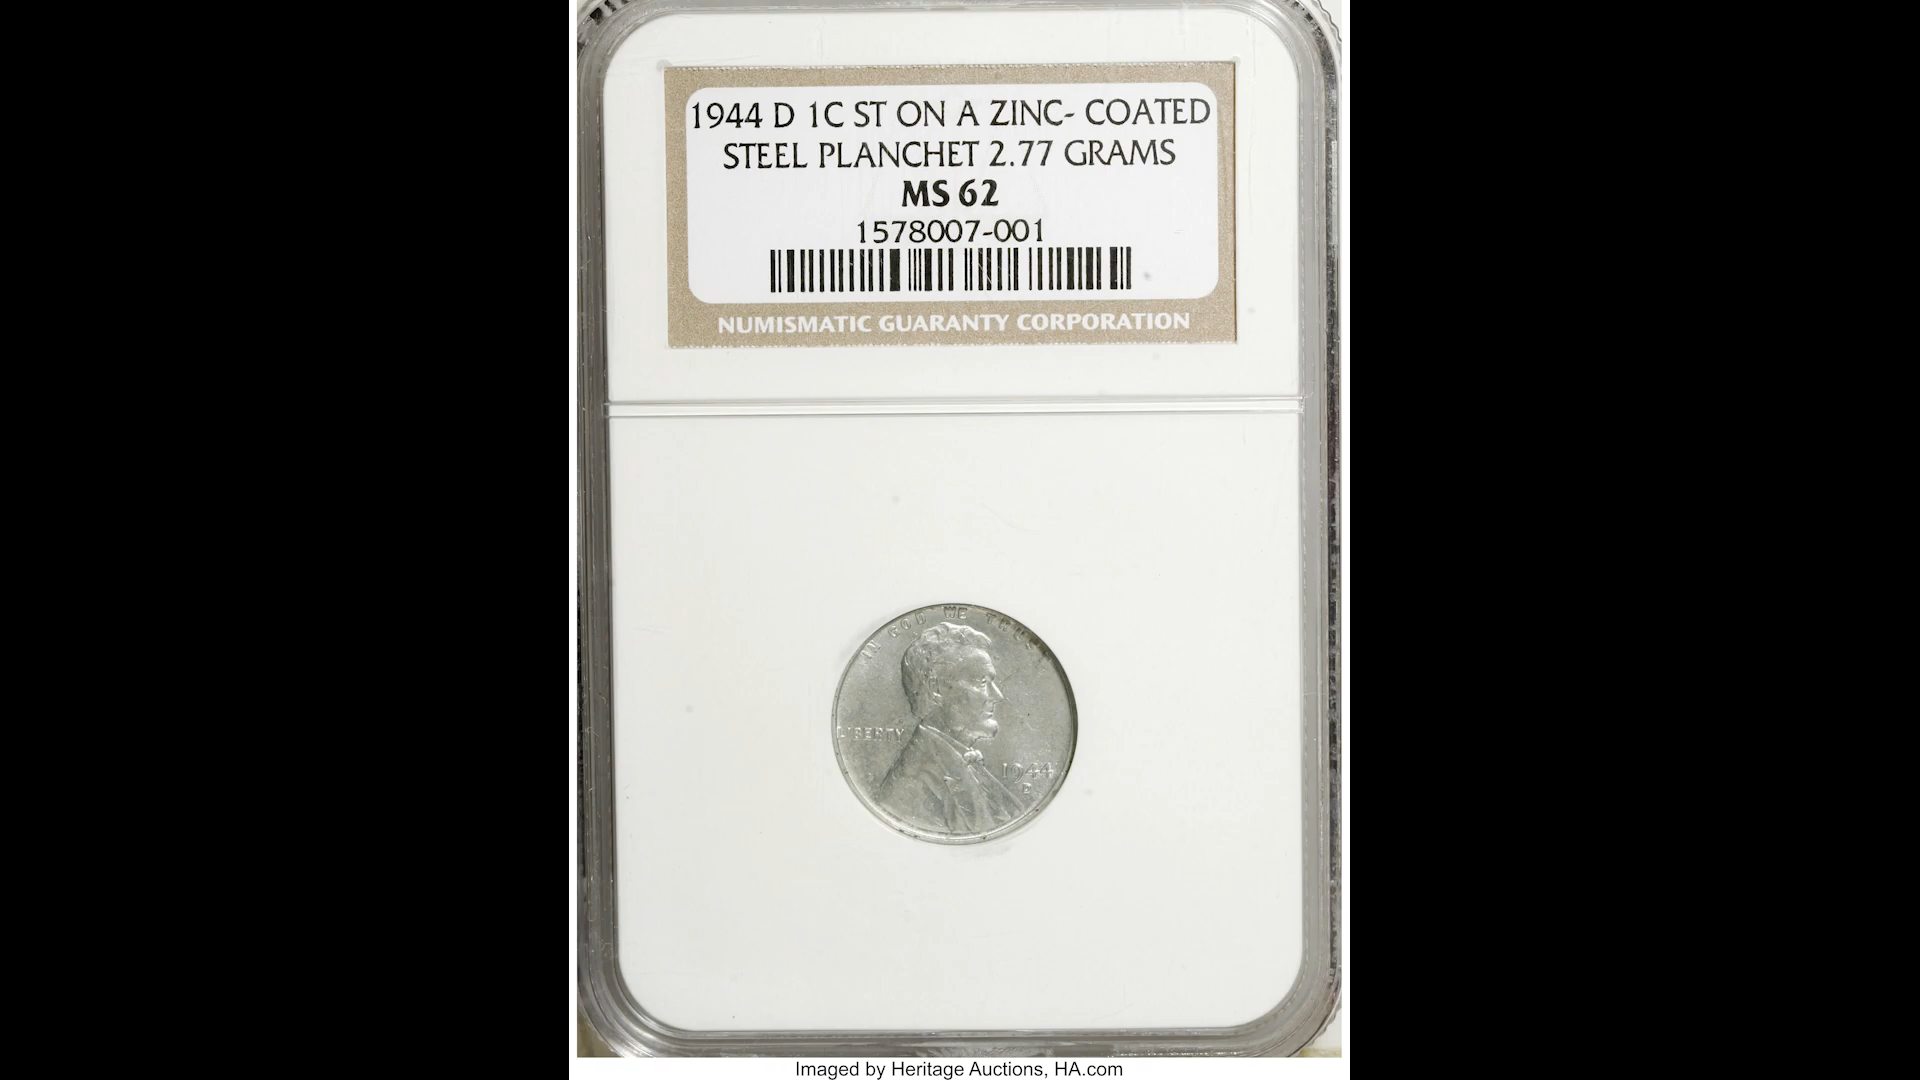 1944 D 1C ST ON A ZINC- COATED
STEEL PLANCHET 2.77 GRAMS
MS 62
1578007-001
NUMISMATIC GUARANTY CORPORATION
IN GOD WE TRUST
LIBERTY
1944
D
Imaged by Heritage Auctions, HA.com